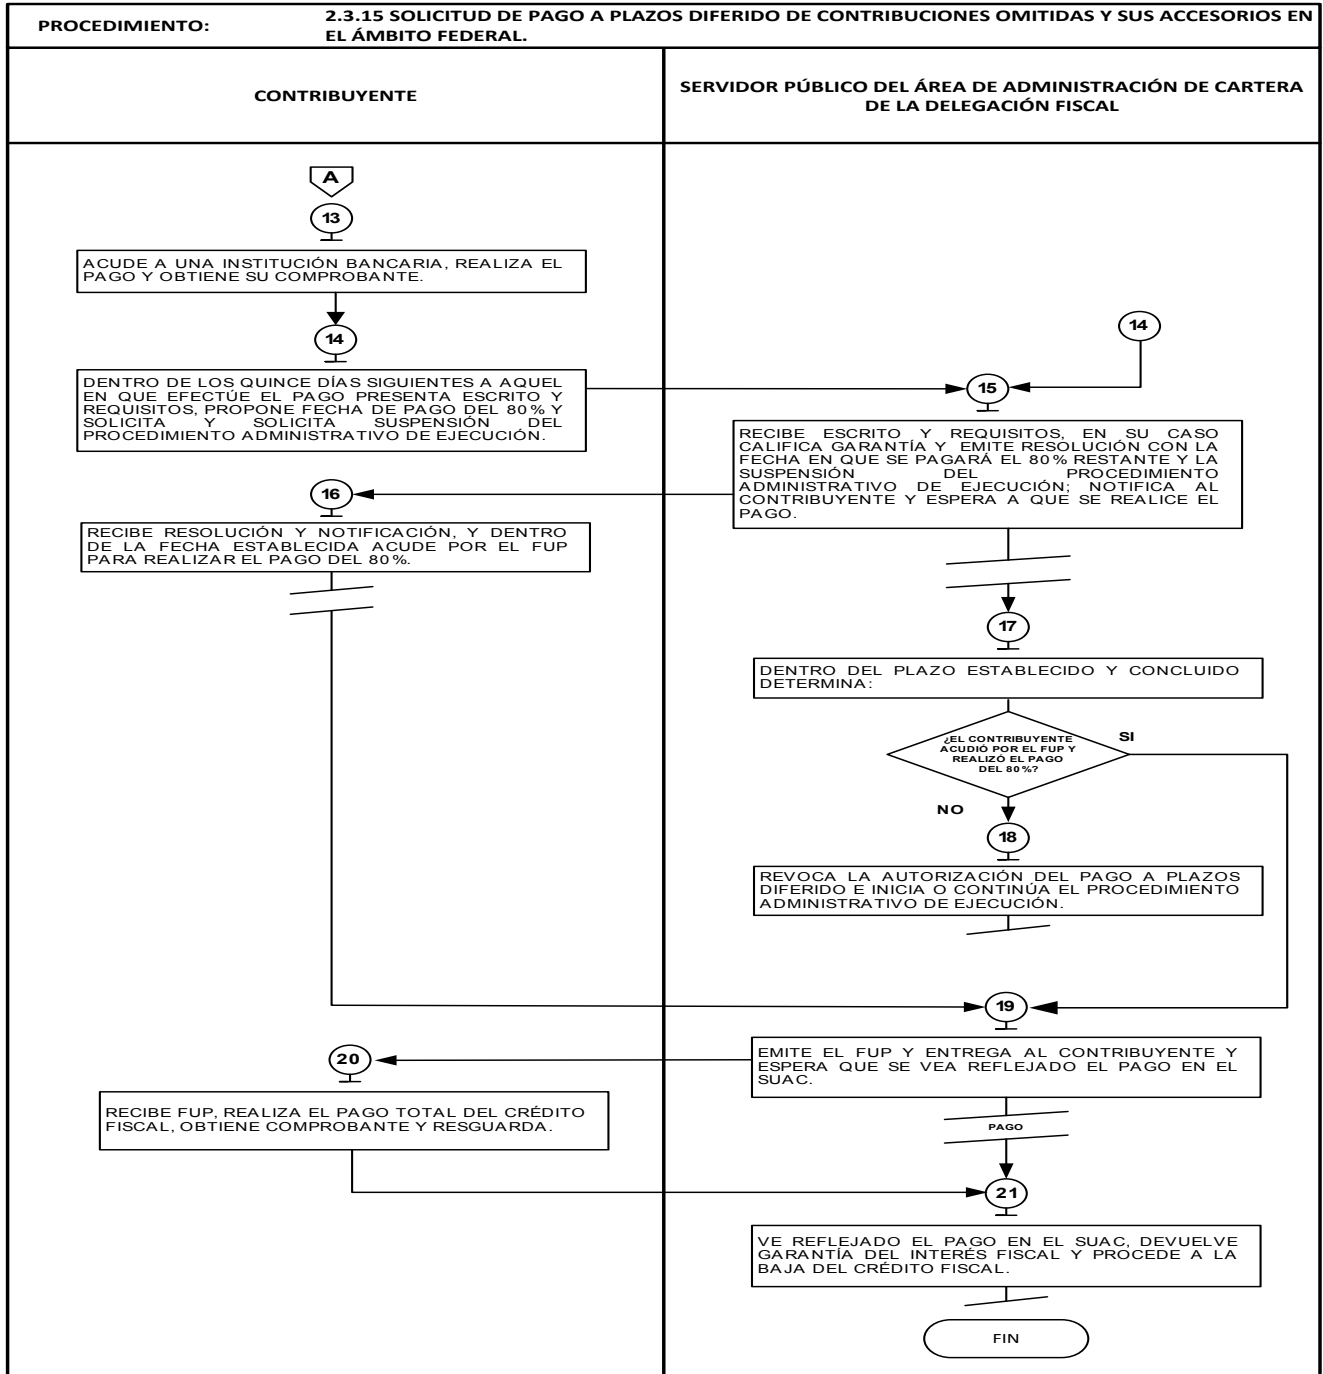 PROCEDIMIENTO:
2.3.15 SOLICITUD DE PAGO A PLAZOS DIFERIDO DE CONTRIBUCIONES OMITIDAS Y SUS ACCESORIOS EN
EL ÁMBITO FEDERAL.
CONTRIBUYENTE
SERVIDOR PÚBLICO DEL ÁREA DE ADMINISTRACIÓN DE CARTERA
DE LA DELEGACIÓN FISCAL
A
13
ACUDE A UNA INSTITUCIÓN BANCARIA, REALIZA EL
PAGO Y OBTIENE SU COMPROBANTE.
14
14
DENTRO DE LOS QUINCE DÍAS SIGUIENTES A AQUEL
EN QUE EFECTÚE EL PAGO PRESENTA ESCRITO Y
REQUISITOS, PROPONE FECHA DE PAGO DEL 80% Y
SOLICITA Y SOLICITA SUSPENSIÓN DEL
PROCEDIMIENTO ADMINISTRATIVO DE EJECUCIÓN.
15
RECIBE ESCRITO Y REQUISITOS, EN SU CASO
CALIFICA GARANTÍA Y EMITE RESOLUCIÓN CON LA
FECHA EN QUE SE PAGARÁ EL 80% RESTANTE Y LA
SUSPENSIÓN DEL PROCEDIMIENTO
ADMINISTRATIVO DE EJECUCIÓN; NOTIFICA AL
CONTRIBUYENTE Y ESPERA A QUE SE REALICE EL
PAGO.
16
RECIBE RESOLUCIÓN Y NOTIFICACIÓN, Y DENTRO
DE LA FECHA ESTABLECIDA ACUDE POR EL FUP
PARA REALIZAR EL PAGO DEL 80%.
17
DENTRO DEL PLAZO ESTABLECIDO Y CONCLUIDO
DETERMINA:
¿EL CONTRIBUYENTE
ACUDIÓ POR EL FUP Y
REALIZÓ EL PAGO
DEL 80%?
SI
NO
18
REVOCA LA AUTORIZACIÓN DEL PAGO A PLAZOS
DIFERIDO E INICIA O CONTINÚA EL PROCEDIMIENTO
ADMINISTRATIVO DE EJECUCIÓN.
19
EMITE EL FUP Y ENTREGA AL CONTRIBUYENTE Y
ESPERA QUE SE VEA REFLEJADO EL PAGO EN EL
SUAC.
20
RECIBE FUP, REALIZA EL PAGO TOTAL DEL CRÉDITO
FISCAL, OBTIENE COMPROBANTE Y RESGUARDA.
PAGO
21
VE REFLEJADO EL PAGO EN EL SUAC, DEVUELVE
GARANTÍA DEL INTERÉS FISCAL Y PROCEDE A LA
BAJA DEL CRÉDITO FISCAL.
FIN